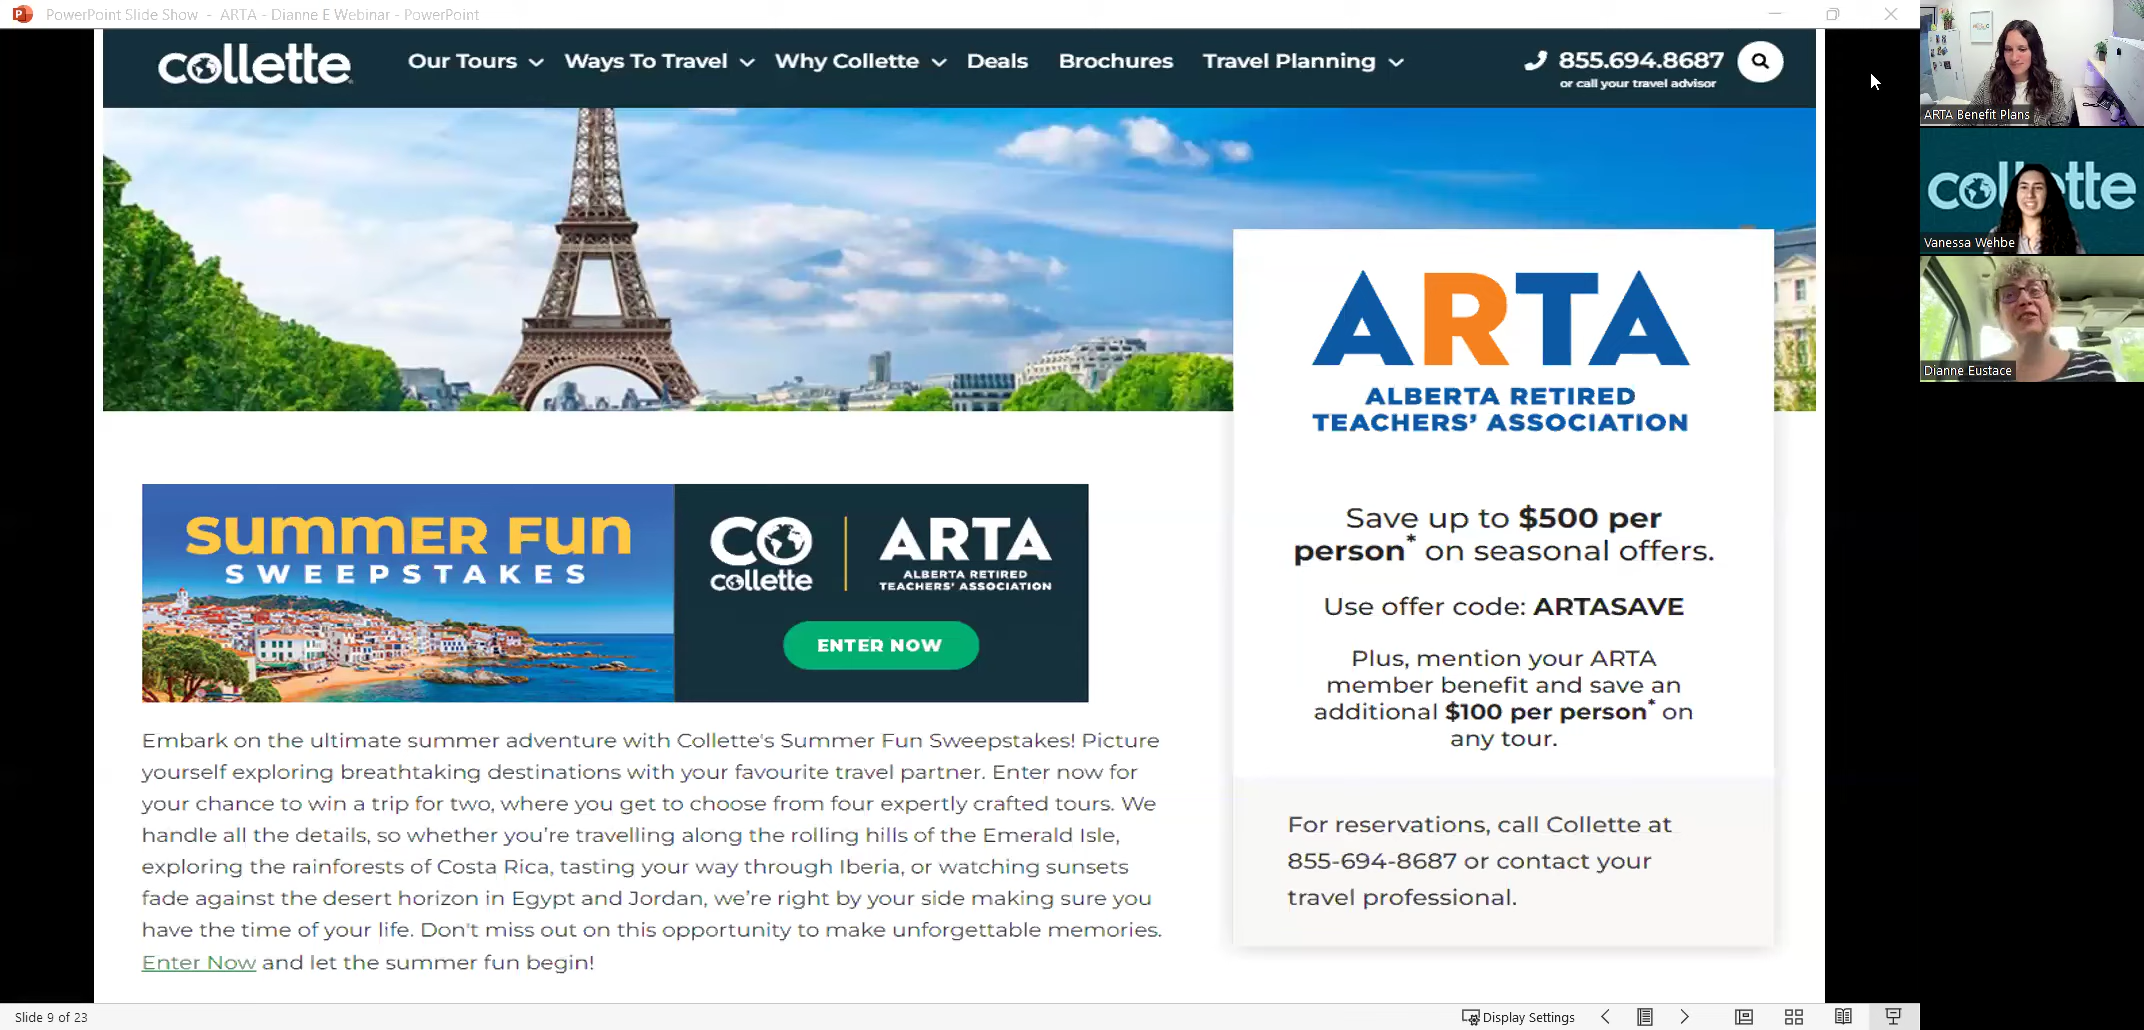 PowerPoint Slide Show - ARTA - Dianne E Webinar - PowerPoint
collette
Our Tours
Ways To Travel
Why Collette
Deals
Brochures
Travel Planning
855.694.8687
or call your travel advisor
ARTA
ALBERTA RETIRED
TEACHERS' ASSOCIATION
Save up to $500 per
person* on seasonal offers.
Use offer code: ARTASAVE
Plus, mention your ARTA
member benefit and save an
additional $100 per person* on
any tour.
For reservations, call Collette at
855-694-8687 or contact your
travel professional.
SUMMER FUN
SWEEPSTAKES
CO
collette
ARTA
ALBERTA RETIRED
TEACHERS' ASSOCIATION
ENTER NOW
Embark on the ultimate summer adventure with Collette's Summer Fun Sweepstakes! Picture
yourself exploring breathtaking destinations with your favourite travel partner. Enter now for
your chance to win a trip for two, where you get to choose from four expertly crafted tours. We
handle all the details, so whether you're travelling along the rolling hills of the Emerald Isle,
exploring the rainforests of Costa Rica, tasting your way through Iberia, or watching sunsets
fade against the desert horizon in Egypt and Jordan, we're right by your side making sure you
have the time of your life. Don't miss out on this opportunity to make unforgettable memories.
Enter Now and let the summer fun begin!
ARTA Benefit Plans
collette
Vanessa Wehbe
Dianne Eustace
Slide 9 of 23
Display Settings